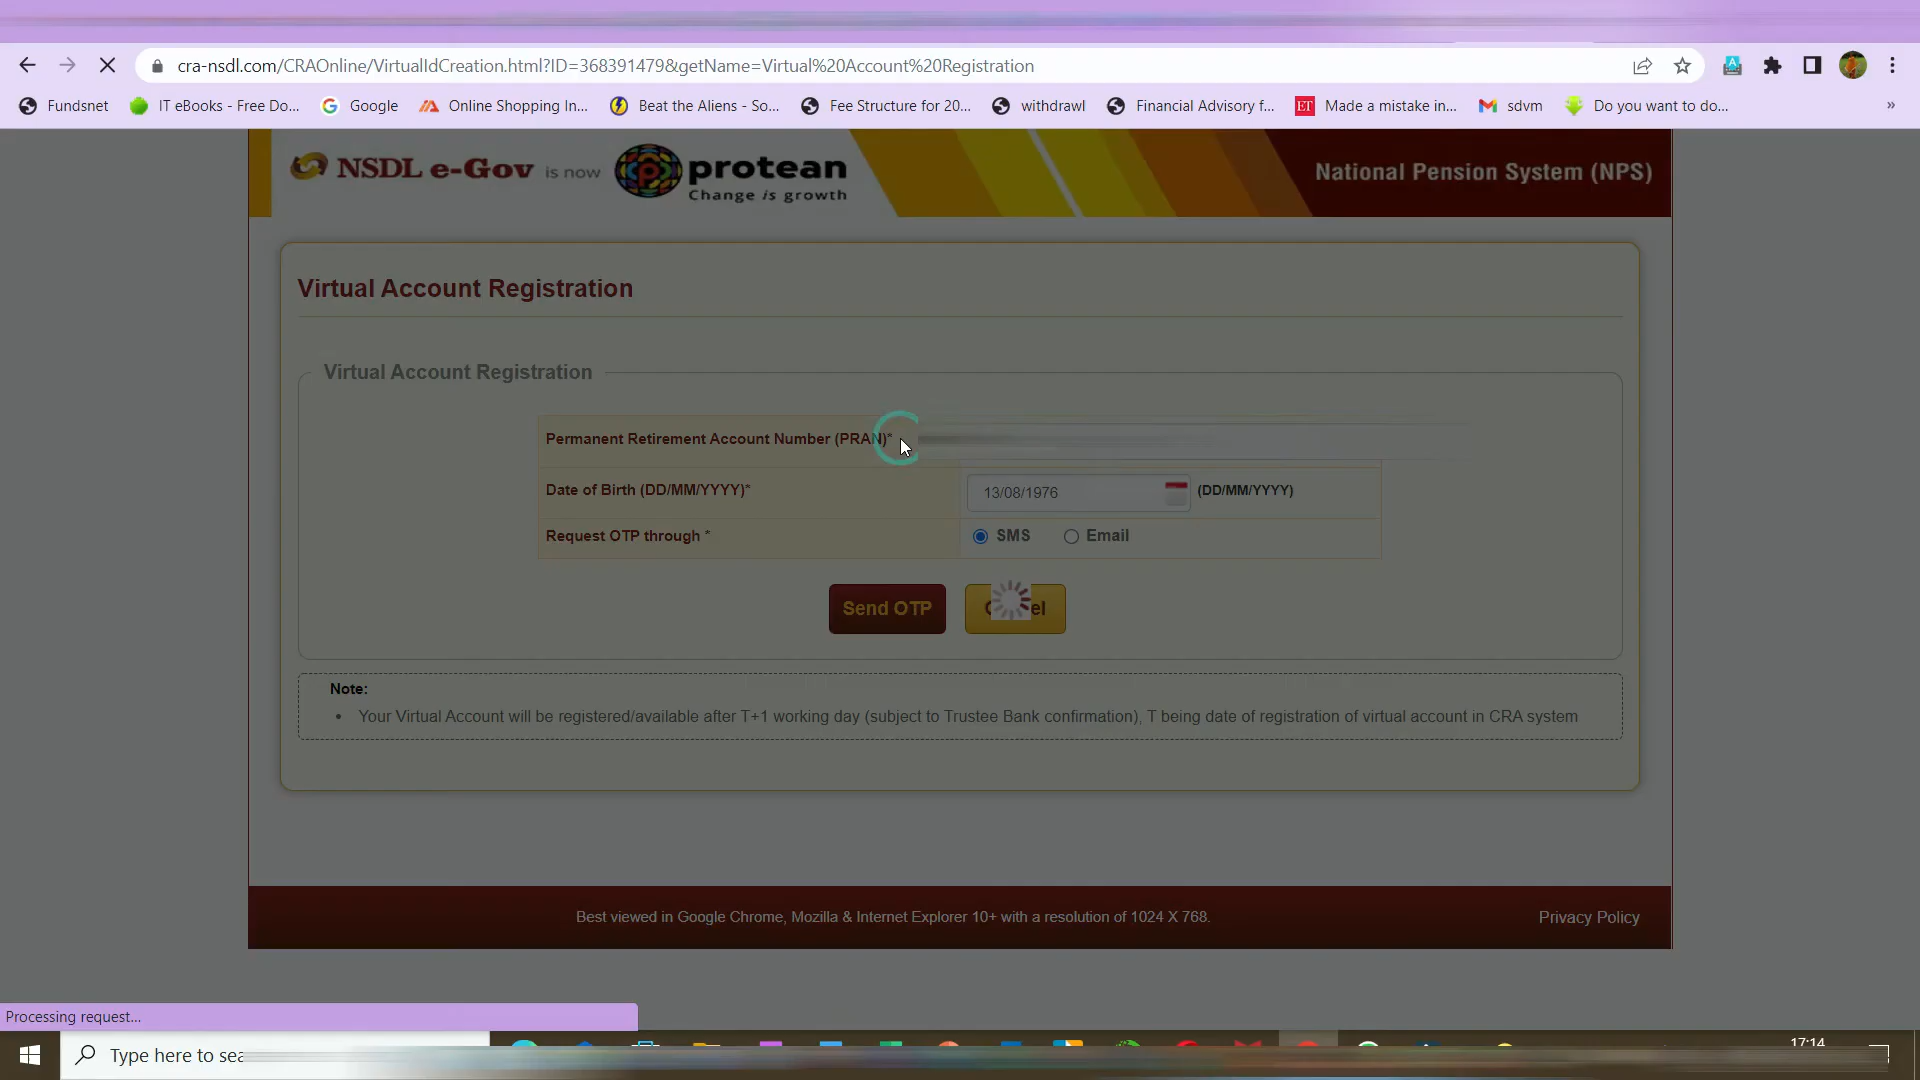 cra-nsdl.com/CRAOnline/VirtualIdCreation.html?ID=368391479&getName=Virtual%20Account%20Registration
Fundsnet IT eBooks - Free Do... Google Online Shopping In... Beat the Aliens - So... Fee Structure for 20... withdrawl Financial Advisory f... ET Made a mistake in... sdvm Do you want to do... »
NSDL e-Gov is now protean
Change is growth
National Pension System (NPS)
Virtual Account Registration
Virtual Account Registration
Permanent Retirement Account Number (PRAN)*
Date of Birth (DD/MM/YYYY)* 13/08/1976 (DD/MM/YYYY)
Request OTP through * SMS Email
Send OTP
Note:
• Your Virtual Account will be registered/available after T+1 working day (subject to Trustee Bank confirmation), T being date of registration of virtual account in CRA system
Best viewed in Google Chrome, Mozilla & Internet Explorer 10+ with a resolution of 1024 X 768.
Privacy Policy
Processing request...
Type here to
17:14